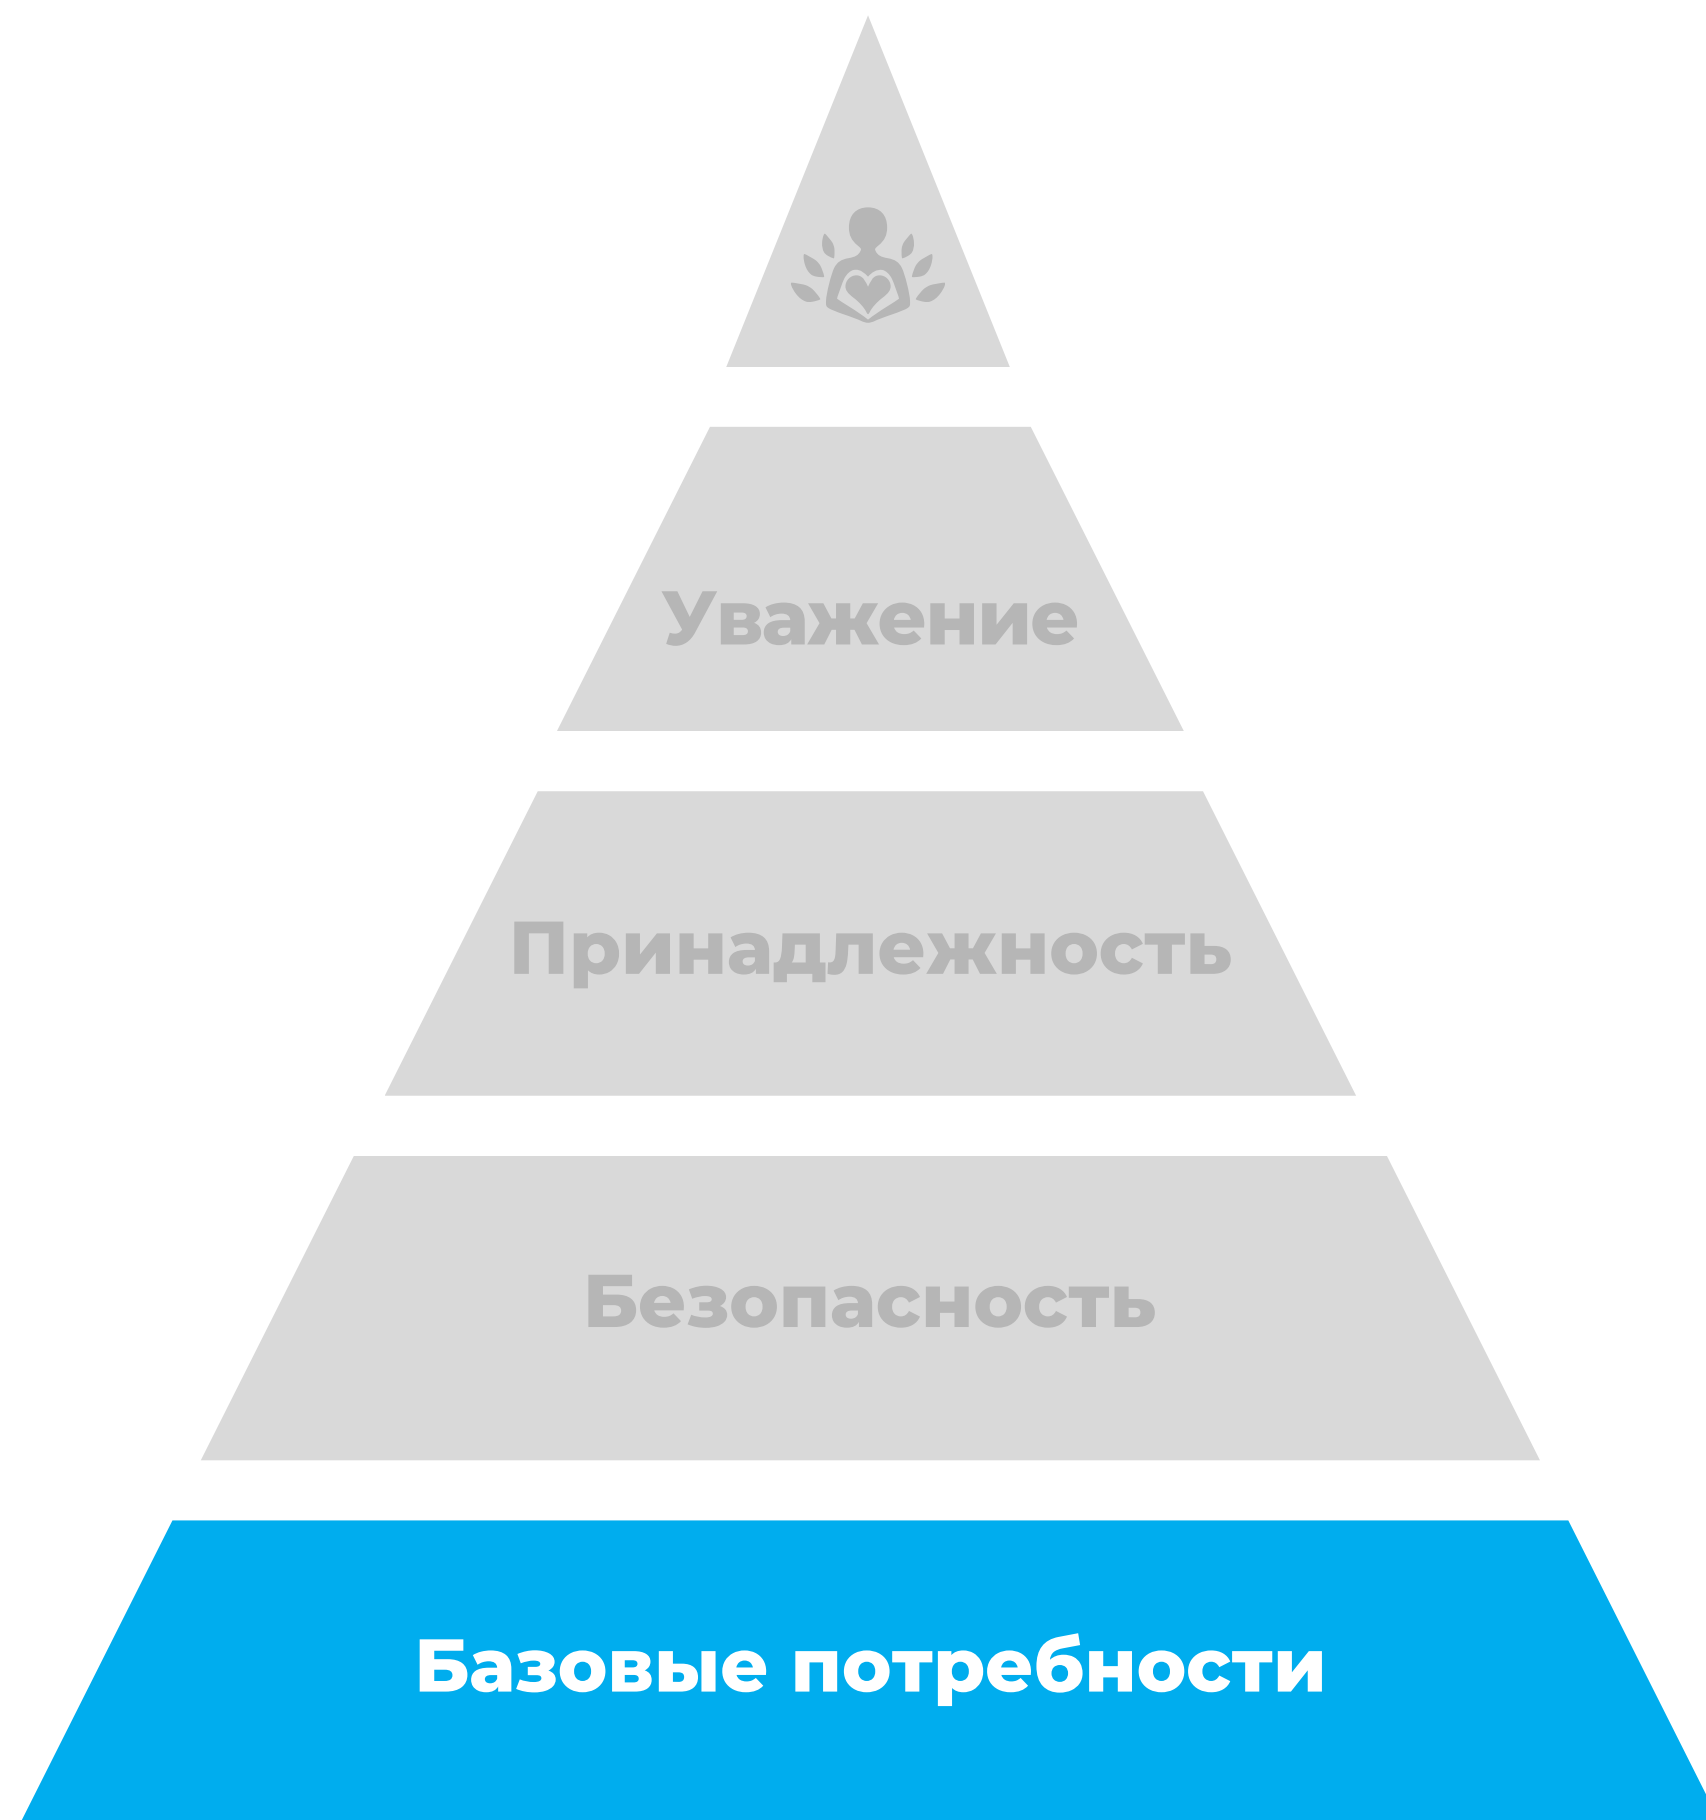 Уважение
Принадлежность
Безопасность
Базовые потребности